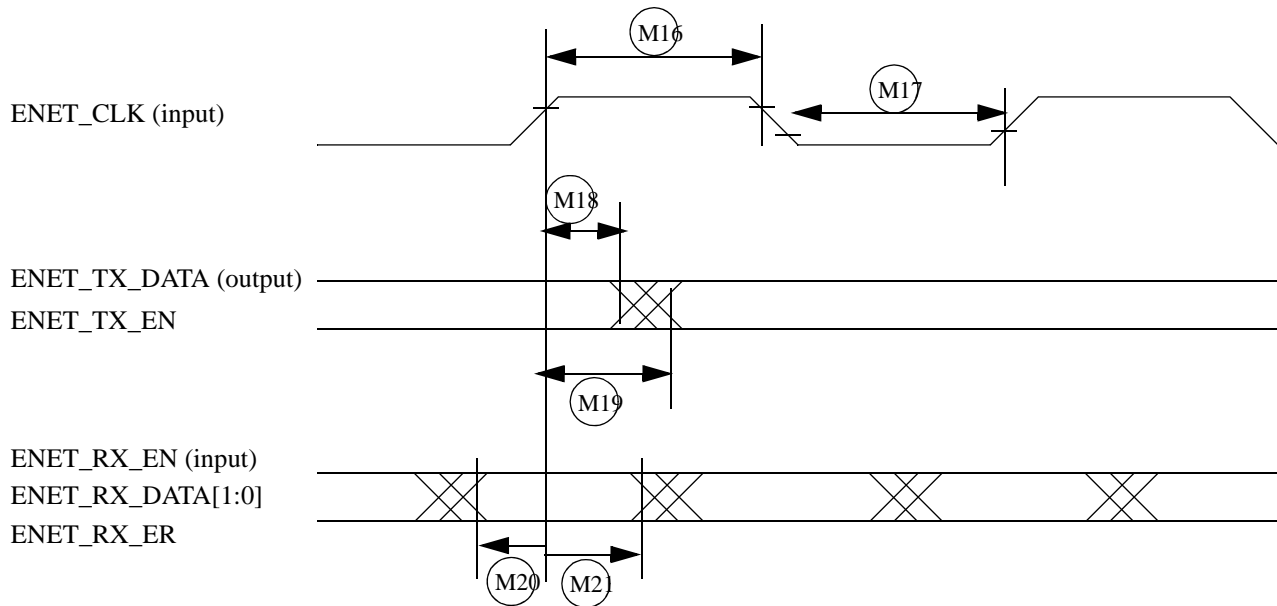 M16
M17
ENET_CLK (input)
M18
ENET_TX_DATA (output)
ENET_TX_EN
M19
ENET_RX_EN (input)
ENET_RX_DATA[1:0]
ENET_RX_ER
M20
M21